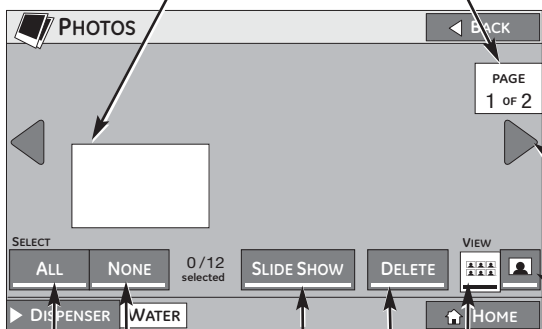 PHOTOS
BACK
PAGE
1 OF 2
SELECT
VIEW
ALL
NONE
0/12
selected
SLIDE SHOW
DELETE
DISPENSER
WATER
HOME